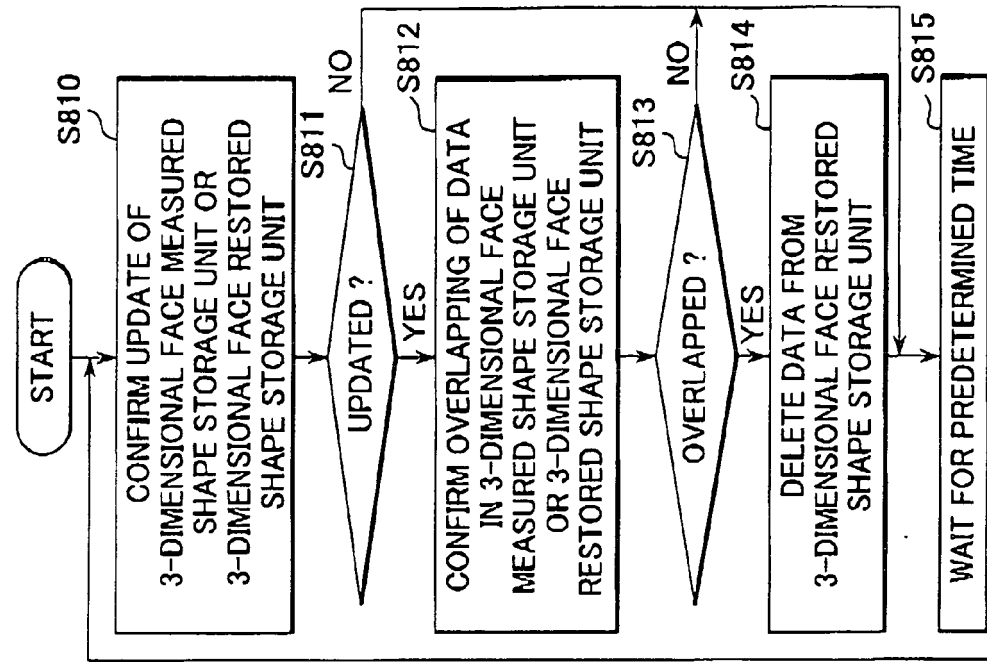 START
S810
CONFIRM UPDATE OF
3-DIMENSIONAL FACE MEASURED
SHAPE STORAGE UNIT OR
3-DIMENSIONAL FACE RESTORED
SHAPE STORAGE UNIT
S811
UPDATED ?
NO
YES
S812
CONFIRM OVERLAPPING OF DATA
IN 3-DIMENSIONAL FACE
MEASURED SHAPE STORAGE UNIT
OR 3-DIMENSIONAL FACE
RESTORED SHAPE STORAGE UNIT
S813
OVERLAPPED ?
NO
YES
S814
DELETE DATA FROM
3-DIMENSIONAL FACE RESTORED
SHAPE STORAGE UNIT
S815
WAIT FOR PREDETERMINED TIME